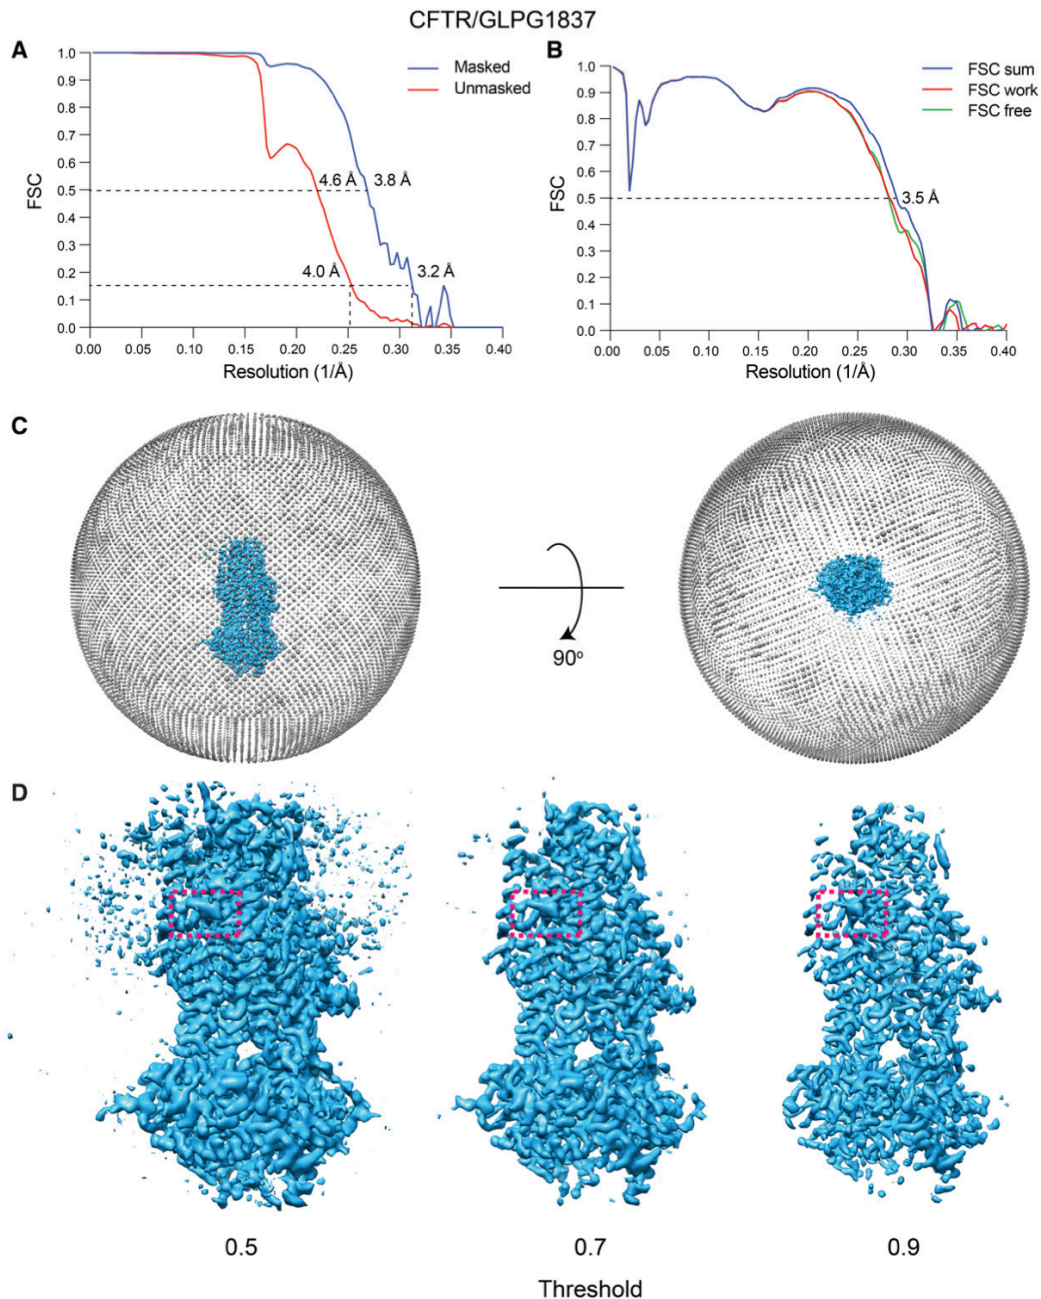 CFTR/GLPG1837
A
1.0
0.9
0.8
0.7
0.6
0.5
0.4
0.3
0.2
0.1
0.0
FSC
Masked
Unmasked
4.6 Å
3.8 Å
4.0 Å
3.2 Å
0.00 0.05 0.10 0.15 0.20 0.25 0.30 0.35 0.40
Resolution (1/Å)
B
1.0
0.9
0.8
0.7
0.6
0.5
0.4
0.3
0.2
0.1
0.0
FSC
FSC sum
FSC work
FSC free
3.5 Å
0.00 0.05 0.10 0.15 0.20 0.25 0.30 0.35 0.40
Resolution (1/Å)
C
90º
D
0.5 0.7 0.9
Threshold